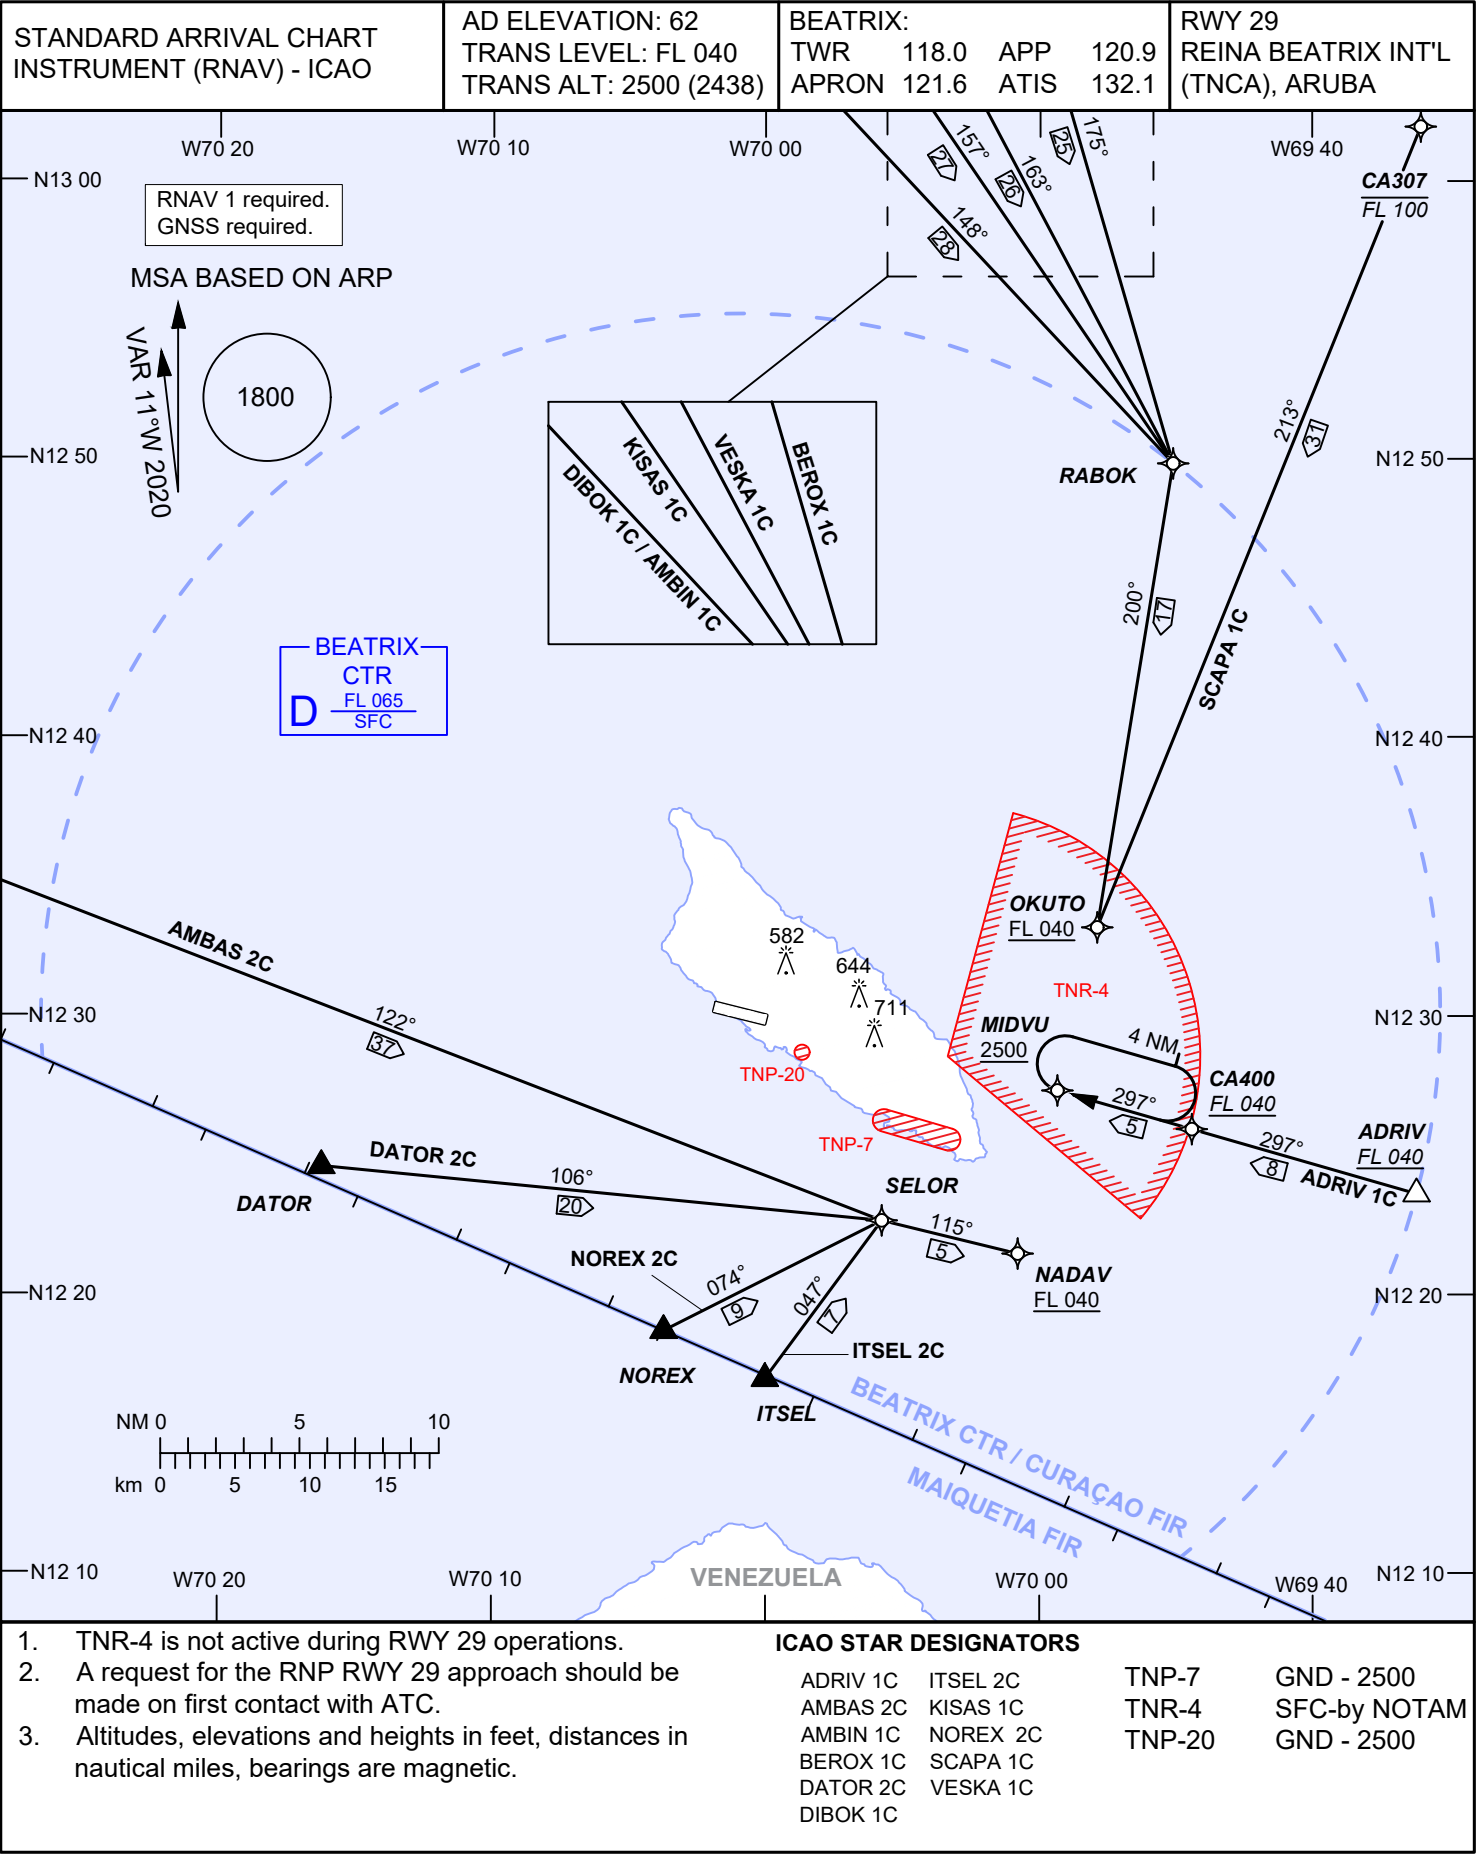 STANDARD ARRIVAL CHART
INSTRUMENT (RNAV) - ICAO
AD ELEVATION: 62
TRANS LEVEL: FL 040
TRANS ALT: 2500 (2438)
BEATRIX:
TWR 118.0 APP 120.9
APRON 121.6 ATIS 132.1
RWY 29
REINA BEATRIX INT'L
(TNCA), ARUBA
W70 20
W70 10
W70 00
W69 40
N13 00
RNAV 1 required.
GNSS required.
MSA BASED ON ARP
VAR 11°W 2020
1800
157°
27
163°
26
175°
25
148°
28
CA307
FL 100
213°
31
N12 50
N12 50
RABOK
DIBOK 1C / AMBIN 1C
KISAS 1C
VESKA 1C
BEROX 1C
200°
17
SCAPA 1C
BEATRIX
CTR
D
FL 065
SFC
N12 40
N12 40
OKUTO
FL 040
AMBAS 2C
582
644
711
TNR-4
122°
37
N12 30
N12 30
MIDVU
2500
4 NM
TNP-20
CA400
FL 040
297°
5
TNP-7
297°
8
ADRIV
FL 040
ADRIV 1C
DATOR 2C
106°
20
DATOR
SELOR
115°
5
NADAV
FL 040
NOREX 2C
074°
9
047°
7
N12 20
N12 20
ITSEL 2C
NOREX
ITSEL
BEATRIX CTR / CURAÇAO FIR
MAIQUETIA FIR
NM 0 5 10
km 0 5 10 15
VENEZUELA
N12 10
N12 10
W70 20
W70 10
W70 00
W69 40
1. TNR-4 is not active during RWY 29 operations.
2. A request for the RNP RWY 29 approach should be
made on first contact with ATC.
3. Altitudes, elevations and heights in feet, distances in
nautical miles, bearings are magnetic.
ICAO STAR DESIGNATORS
ADRIV 1C ITSEL 2C
AMBAS 2C KISAS 1C
AMBIN 1C NOREX 2C
BEROX 1C SCAPA 1C
DATOR 2C VESKA 1C
DIBOK 1C
TNP-7 GND - 2500
TNR-4 SFC-by NOTAM
TNP-20 GND - 2500